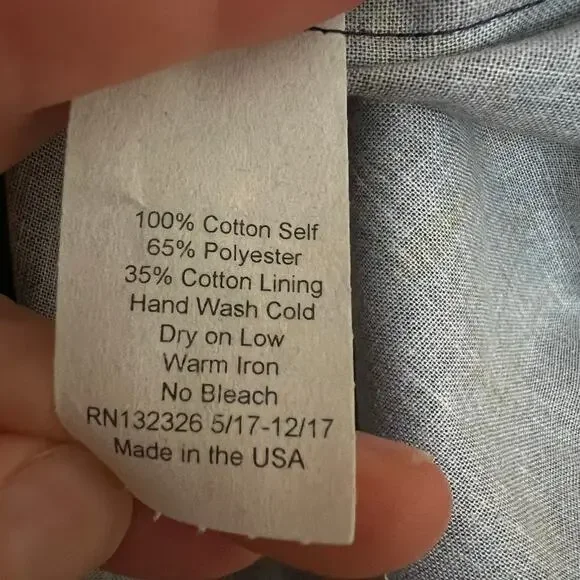 100% Cotton Self
65% Polyester
35% Cotton Lining
Hand Wash Cold
Dry on Low
Warm Iron
No Bleach
RN132326 5/17-12/17
Made in the USA